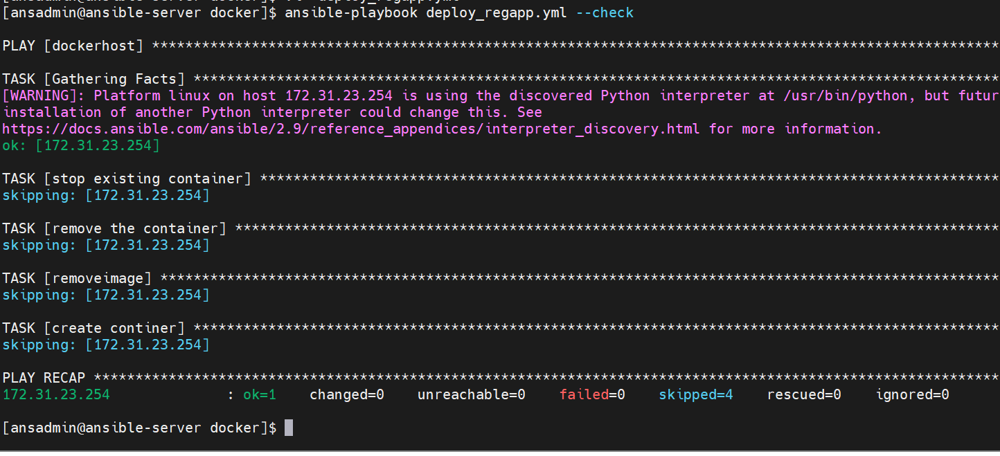 [ansadmin@ansible-server docker]$ ansible-playbook deploy_regapp.yml --check
PLAY [dockerhost] ******************************************************************************************************
TASK [Gathering Facts] *************************************************************************************************
[WARNING]: Platform linux on host 172.31.23.254 is using the discovered Python interpreter at /usr/bin/python, but futur
installation of another Python interpreter could change this. See
https://docs.ansible.com/ansible/2.9/reference_appendices/interpreter_discovery.html for more information.
ok: [172.31.23.254]
TASK [stop existing container] *****************************************************************************************
skipping: [172.31.23.254]
TASK [remove the container] ********************************************************************************************
skipping: [172.31.23.254]
TASK [removeimage] *****************************************************************************************************
skipping: [172.31.23.254]
TASK [create continer] *************************************************************************************************
skipping: [172.31.23.254]
PLAY RECAP *************************************************************************************************************
172.31.23.254              : ok=1    changed=0    unreachable=0    failed=0    skipped=4    rescued=0    ignored=0
[ansadmin@ansible-server docker]$